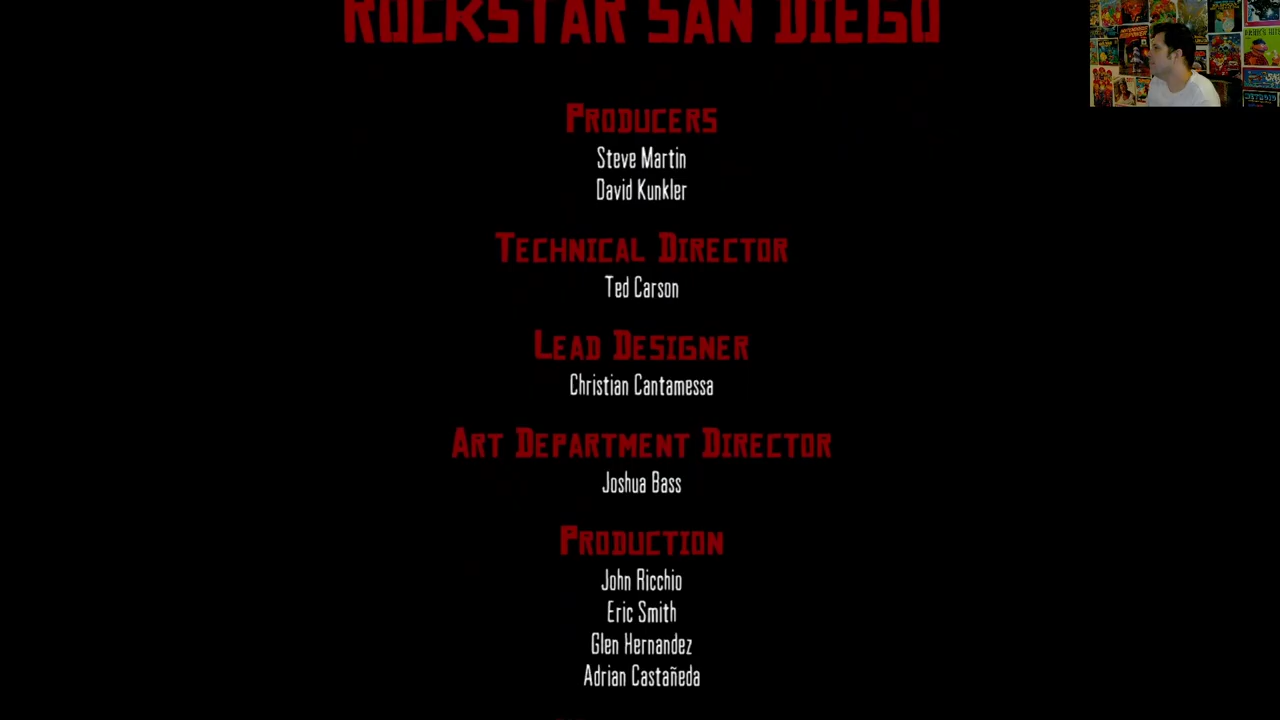 ROCKSTAR SAN DIEGO
PRODUCERS
Steve Martin
David Kunkler
TECHNICAL DIRECTOR
Ted Carson
LEAD DESIGNER
Christian Cantamessa
ART DEPARTMENT DIRECTOR
Joshua Bass
PRODUCTION
John Ricchio
Eric Smith
Glen Hernandez
Adrian Castañeda